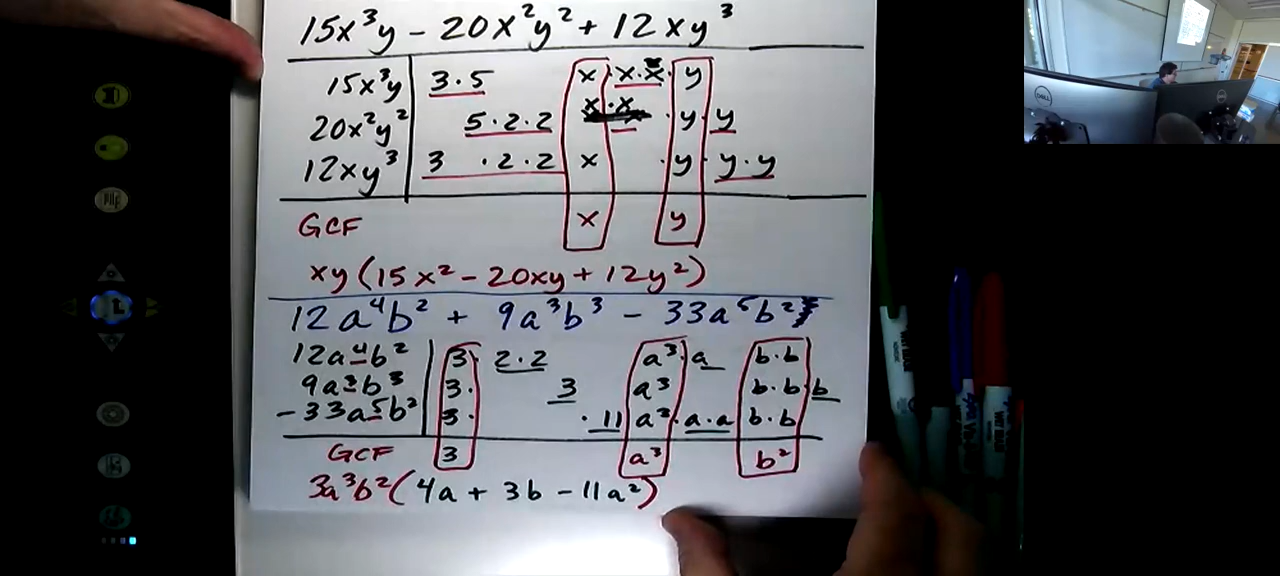 15x³y - 20x²y² + 12xy³
15x³y | 3·5 x·x·x·y
20x²y² 5·2·2 x·x ·y·y
12xy³ 3 ·2·2 x ·y·y·y
GCF x y
xy(15x² - 20xy + 12y²)
12a⁴b² + 9a³b³ - 33a⁵b²
12a⁴b² | 3· 2·2 a³·a b·b
9a³b³ 3· 3 a³ b·b·b
-33a⁵b² 3· ·11 a³·a·a b·b
GCF 3 a³ b²
3a³b²(4a + 3b - 11a²)
DELL